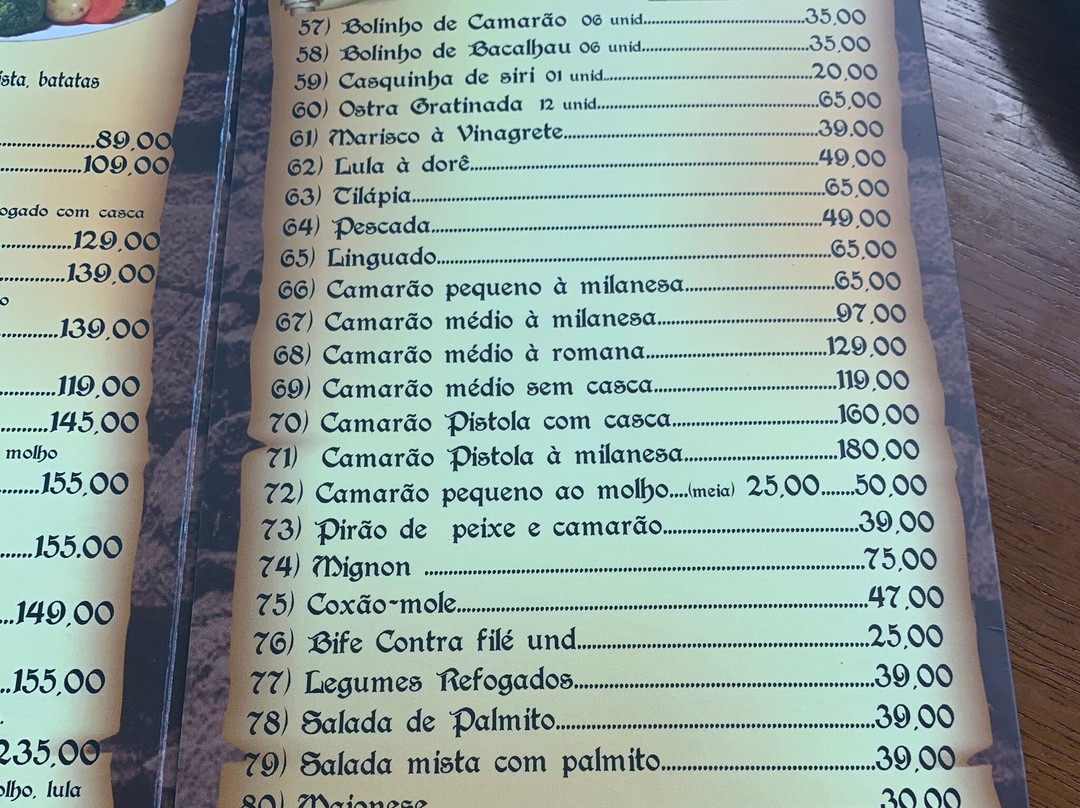 ista, batatas
.....................89,00
..................109,00
ogado com casca
...............129,00
................139,00
o
..............139,00
.............119,00
..........145,00
molho
........155,00
.......155,00
...149,00
..155,00
235,00
olho, lula
57) Bolinho de Camarão 06 unid.....................................35,00
58) Bolinho de Bacalhau 06 unid.....................................35,00
59) Casquinha de siri 01 unid..............................................20,00
60) Ostra Gratinada 12 unid................................................65,00
61) Marisco à Vinagrete.....................................................39,00
62) Lula à dorê.....................................................................49,00
63) Tilápia..............................................................................65,00
64) Pescada...........................................................................49,00
65) Linguado.........................................................................65,00
66) Camarão pequeno à milanesa...........................65,00
67) Camarão médio à milanesa.................................97,00
68) Camarão médio à romana..................................129,00
69) Camarão médio sem casca..................................119,00
70) Camarão Pistola com casca...............................160,00
71) Camarão Pistola à milanesa.............................180,00
72) Camarão pequeno ao molho....(meia) 25,00.......50,00
73) Pirão de peixe e camarão....................................39,00
74) Mignon ..........................................................................75,00
75) Coxão-mole....................................................................47,00
76) Bife Contra filé und...................................................25,00
77) Legumes Refogados.....................................................39,00
78) Salada de Palmito.......................................................39,00
79) Salada mista com palmito......................................39,00
80) Maionese 30,00